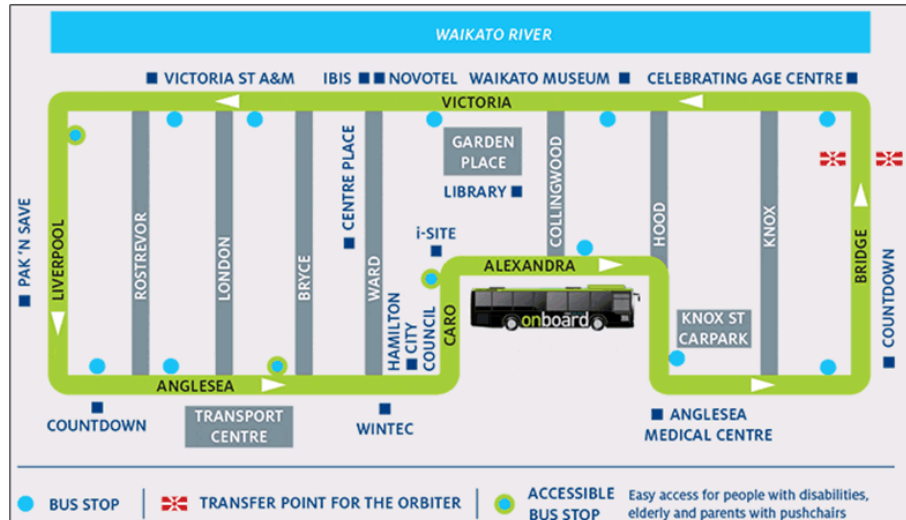 WAIKATO RIVER
VICTORIA ST A&M
IBIS
NOVOTEL
WAIKATO MUSEUM
CELEBRATING AGE CENTRE
VICTORIA
GARDEN
PLACE
LIBRARY
i-SITE
ALEXANDRA
PAK'N SAVE
LIVERPOOL
ROSTREVOR
LONDON
BRYCE
CENTRE PLACE
WARD
HAMILTON
CITY
COUNCIL
CARO
COLLINGWOOD
HOOD
KNOX
BRIDGE
COUNTDOWN
onboard
KNOX ST
CARPARK
ANGLESEA
COUNTDOWN
TRANSPORT
CENTRE
WINTEC
ANGLESEA
MEDICAL CENTRE
BUS STOP
TRANSFER POINT FOR THE ORBITER
ACCESSIBLE
BUS STOP
Easy access for people with disabilities,
elderly and parents with pushchairs